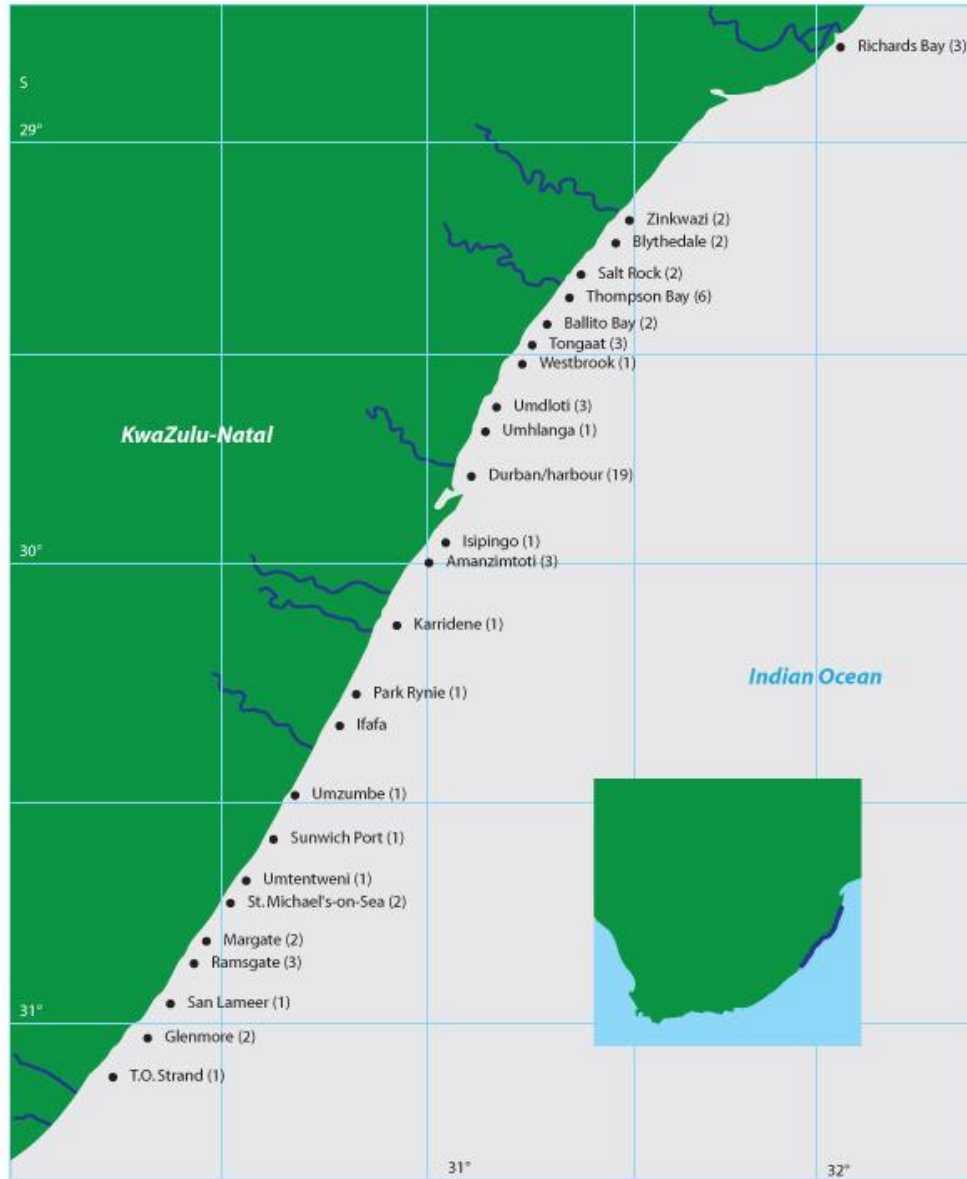 Richards Bay (3)
S
29°
Zinkwazi (2)
Blythedale (2)
Salt Rock (2)
Thompson Bay (6)
Ballito Bay (2)
Tongaat (3)
Westbrook (1)
Umdloti (3)
KwaZulu-Natal
Umhlanga (1)
Durban/harbour (19)
Isipingo (1)
30°
Amanzimtoti (3)
Karridene (1)
Indian Ocean
Park Rynie (1)
Ifafa
Umzumbe (1)
Sunwich Port (1)
Umtentweni (1)
St. Michael's-on-Sea (2)
Margate (2)
Ramsgate (3)
San Lameer (1)
31°
Glenmore (2)
T.O. Strand (1)
31°
32°